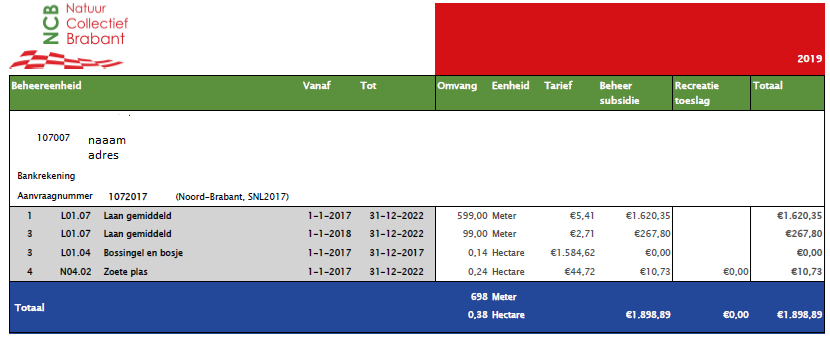 NCB Natuur
Collectief
Brabant
2019
Beheereenheid Vanaf Tot Omvang Eenheid Tarief Beheer subsidie Recreatie toeslag Totaal
107007 naaam
adres
Bankrekening
Aanvraagnummer 1072017 (Noord-Brabant, SNL2017)
1 L01.07 Laan gemiddeld 1-1-2017 31-12-2022 599,00 Meter €5,41 €1.620,35 €1.620,35
3 L01.07 Laan gemiddeld 1-1-2018 31-12-2022 99,00 Meter €2,71 €267,80 €267,80
3 L01.04 Bossingel en bosje 1-1-2017 31-12-2017 0,14 Hectare €1.584,62 €0,00 €0,00
4 N04.02 Zoete plas 1-1-2017 31-12-2022 0,24 Hectare €44,72 €10,73 €0,00 €10,73
698 Meter
Totaal 0,38 Hectare €1.898,89 €0,00 €1.898,89